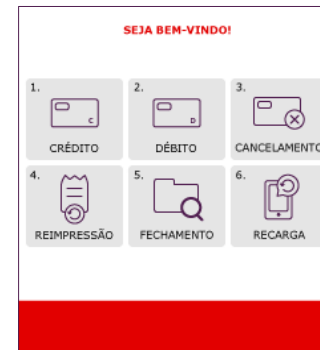 SEJA BEM-VINDO!
1.
C
CRÉDITO
2.
D
DÉBITO
3.
CANCELAMENTO
4.
REIMPRESSÃO
5.
FECHAMENTO
6.
RECARGA